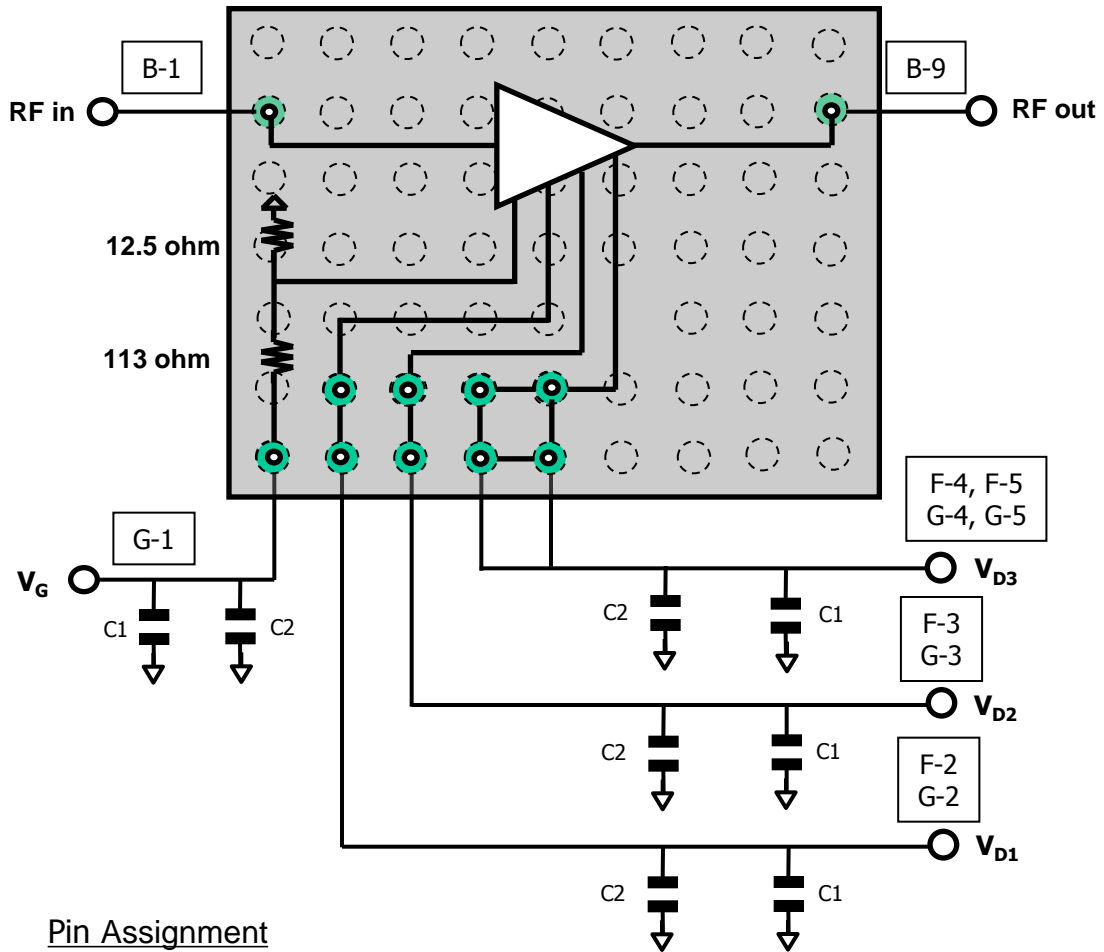 B-1
B-9
RF in
RF out
12.5 ohm
113 ohm
F-4, F-5
G-4, G-5
G-1
VG
VD3
C1
C2
C2
C1
F-3
G-3
VD2
C2
C1
F-2
G-2
VD1
C2
C1
Pin Assignment